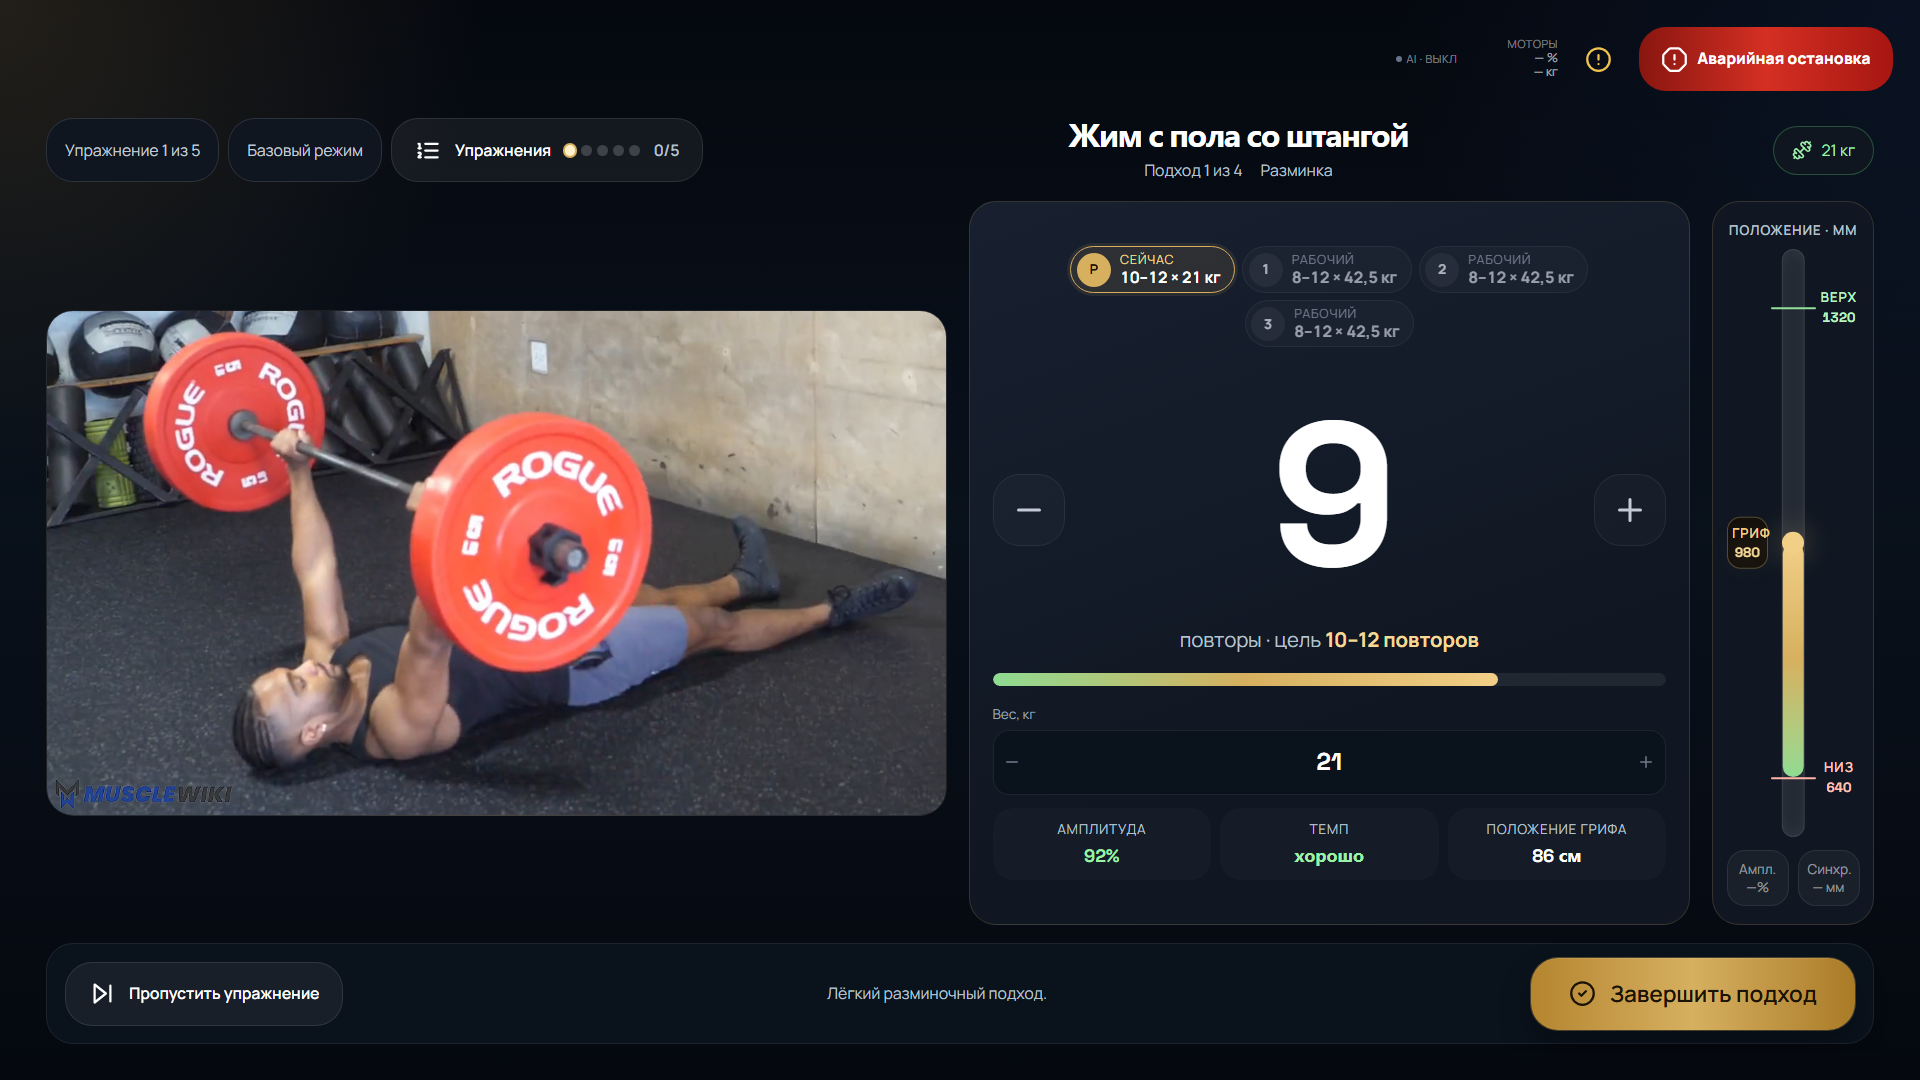 AI · ВЫКЛ
МОТОРЫ
— %
— кг
Аварийная остановка
Упражнение 1 из 5
Базовый режим
Упражнения
0/5
Жим с пола со штангой
Подход 1 из 4 Разминка
21 кг
Р
СЕЙЧАС
10–12 × 21 кг
1
РАБОЧИЙ
8–12 × 42,5 кг
2
РАБОЧИЙ
8–12 × 42,5 кг
3
РАБОЧИЙ
8–12 × 42,5 кг
9
повторы · цель 10–12 повторов
Вес, кг
21
АМПЛИТУДА
92%
ТЕМП
хорошо
ПОЛОЖЕНИЕ ГРИФА
86 см
ПОЛОЖЕНИЕ · ММ
ВЕРХ
1320
ГРИФ
980
НИЗ
640
Ампл.
—%
Синхр.
— мм
ROGUE
ROGUE
ROGUE
ROGUE
MUSCLEWIKI
Пропустить упражнение
Лёгкий разминочный подход.
Завершить подход